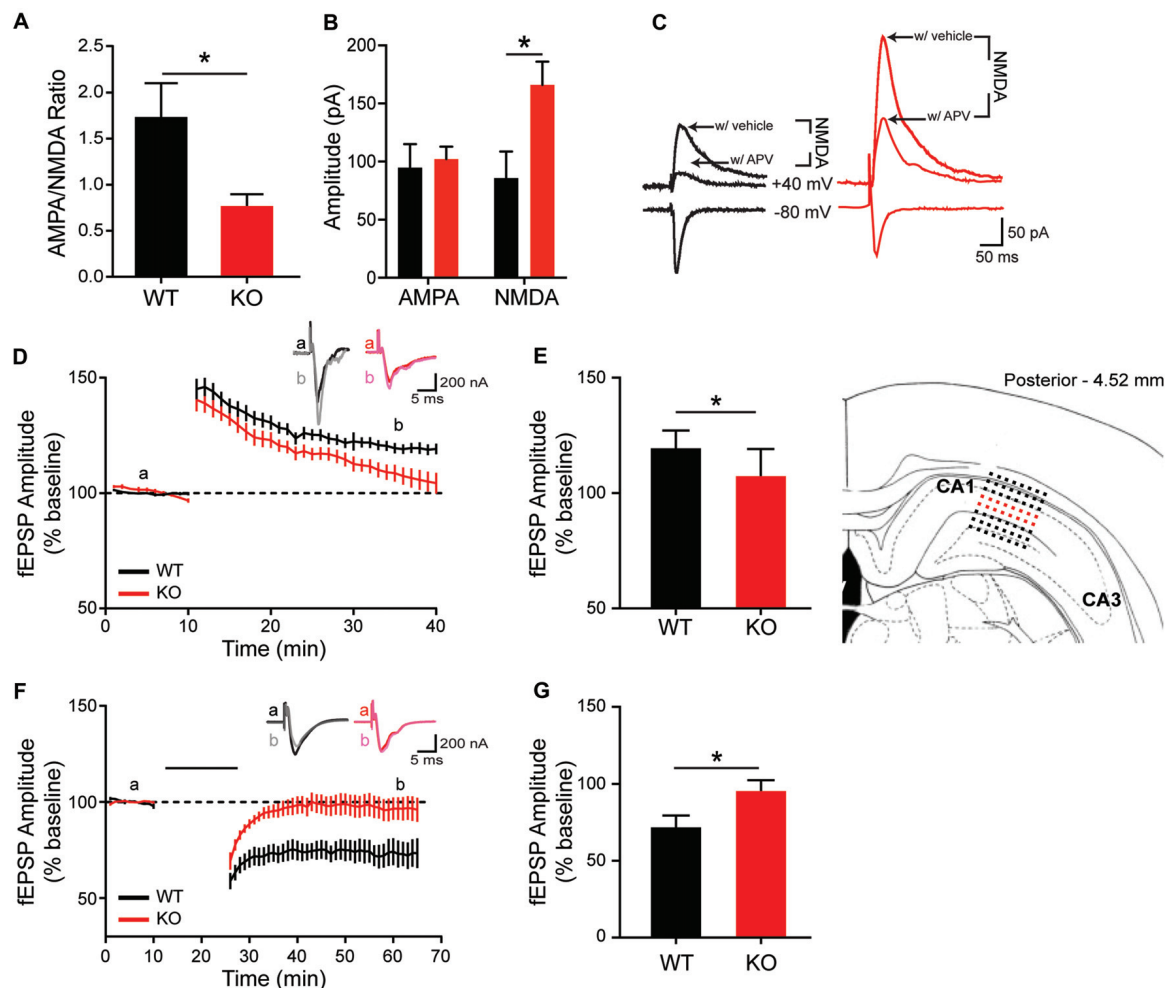 A
AMPA/NMDA Ratio
2.5
2.0
1.5
1.0
0.5
0.0
*
WT
KO
B
Amplitude (pA)
200
150
100
50
0
*
AMPA
NMDA
C
w/ vehicle
w/ APV
NMDA
+40 mV
-80 mV
w/ vehicle
w/ APV
NMDA
50 pA
50 ms
D
fEPSP Amplitude
(% baseline)
150
100
50
a
b
a
b
a
b
200 nA
5 ms
WT
KO
0
10
20
30
40
Time (min)
E
fEPSP Amplitude
(% baseline)
150
100
50
*
WT
KO
Posterior - 4.52 mm
CA1
CA3
F
fEPSP Amplitude
(% baseline)
150
100
50
a
b
a
b
a
b
200 nA
5 ms
WT
KO
0
10
20
30
40
50
60
70
Time (min)
G
fEPSP Amplitude
(% baseline)
150
100
50
0
*
WT
KO